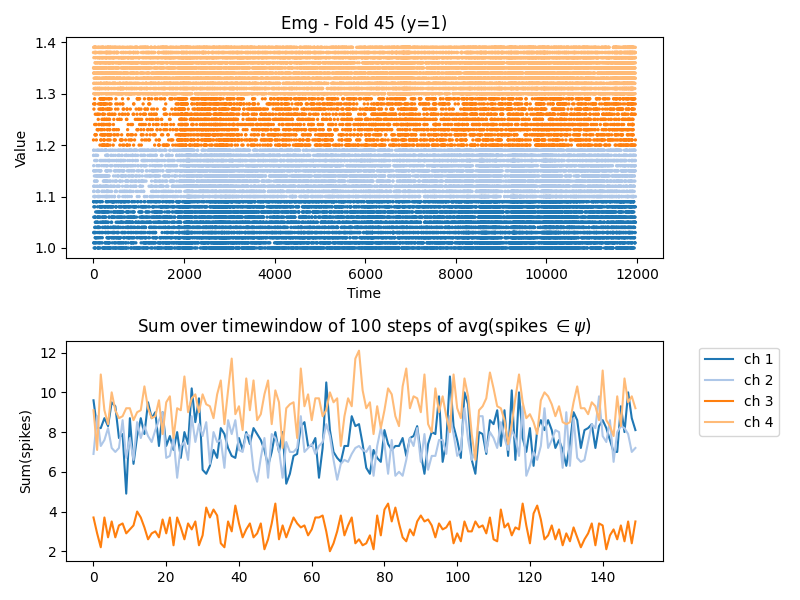 Emg - Fold 45 (y=1)
1.4
1.3
1.2
1.1
1.0
Value
0
2000
4000
6000
8000
10000
12000
Time
Sum over timewindow of 100 steps of avg(spikes ∈ ψ)
12
10
8
6
4
2
Sum(spikes)
0
20
40
60
80
100
120
140
ch 1
ch 2
ch 3
ch 4